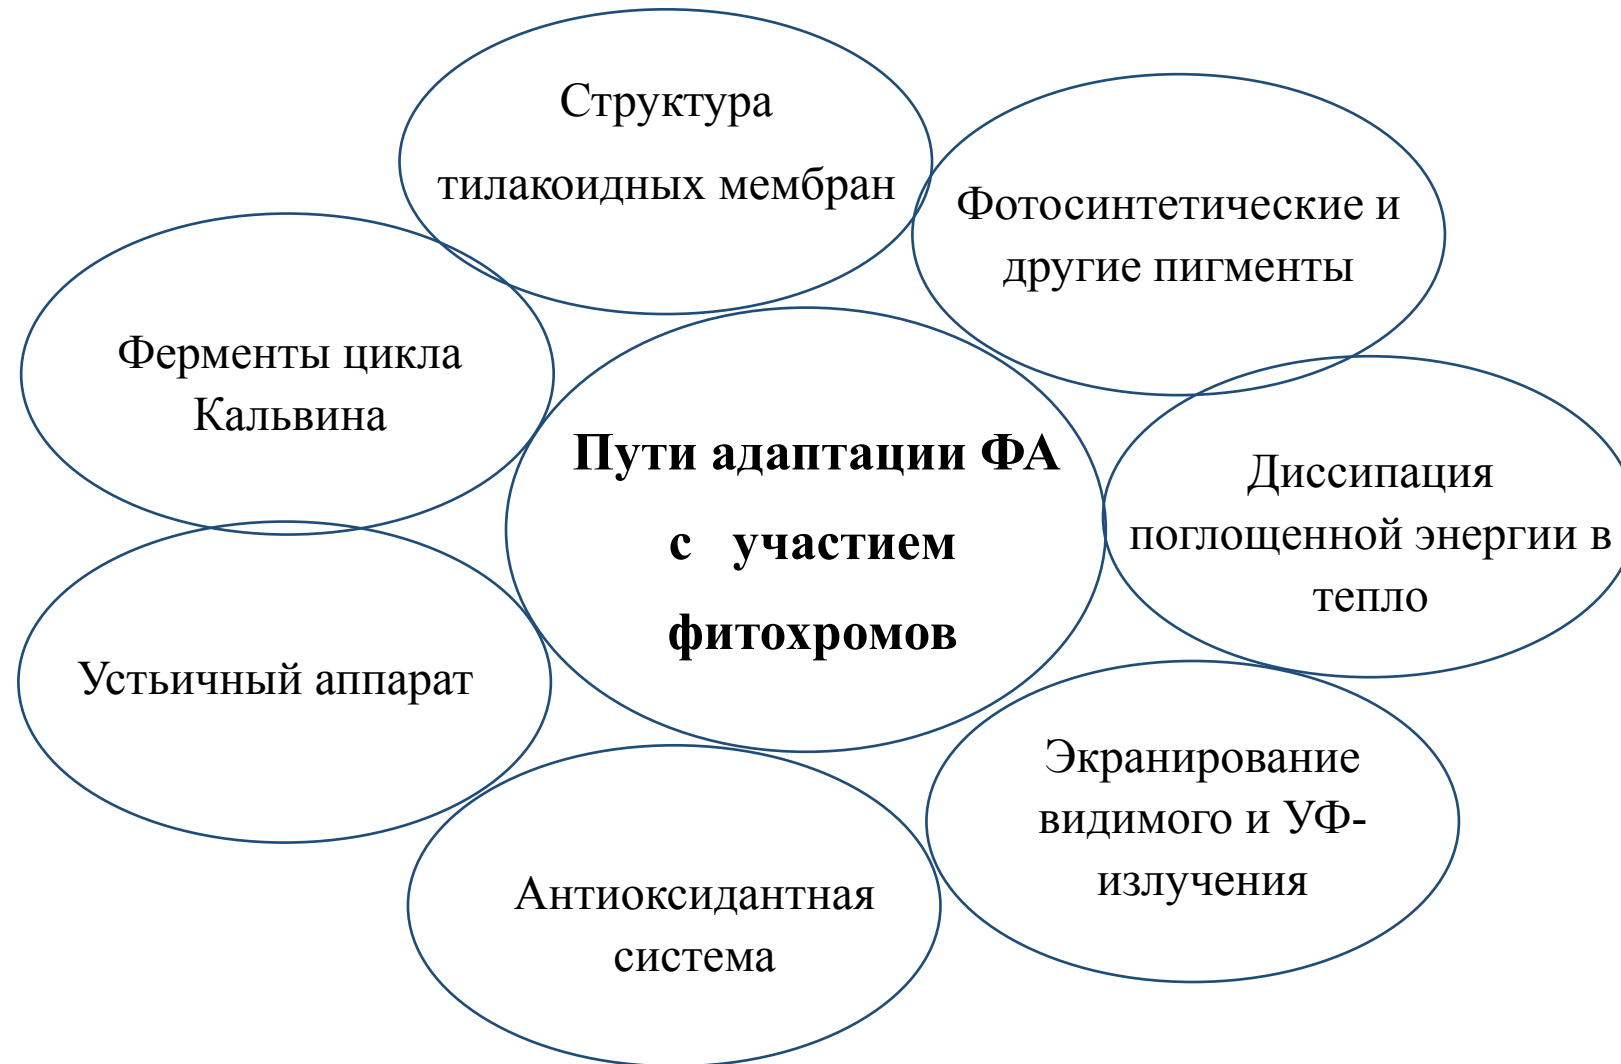 Структура
тилакоидных мембран
Фотосинтетические и
другие пигменты
Ферменты цикла
Кальвина
Пути адаптации ФА
с участием
фитохромов
Диссипация
поглощенной энергии в
тепло
Устьичный аппарат
Экранирование
видимого и УФ-
излучения
Антиоксидантная
система